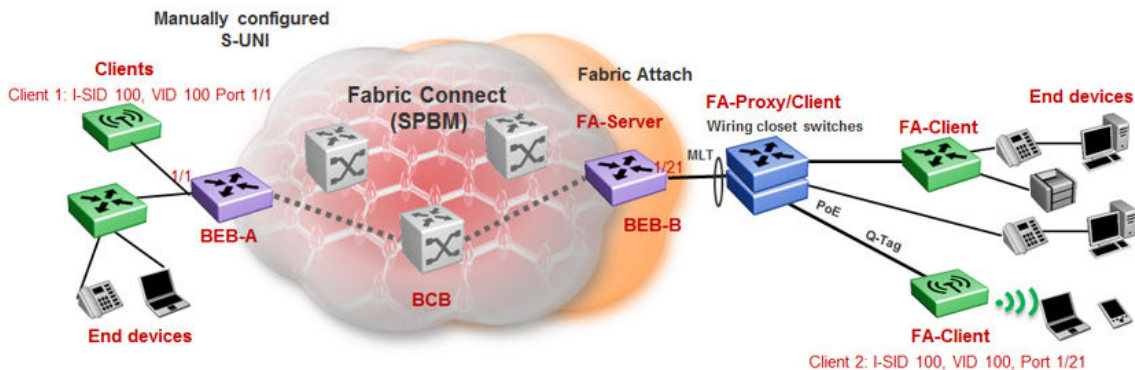 Manually configured
S-UNI
Clients
Client 1: I-SID 100, VID 100 Port 1/1
1/1
BEB-A
End devices
Fabric Connect
(SPBM)
BCB
Fabric Attach
FA-Server
1/21
BEB-B
MLT
FA-Proxy/Client
Wiring closet switches
PoE
Q-Tag
FA-Client
End devices
FA-Client
Client 2: I-SID 100, VID 100, Port 1/21